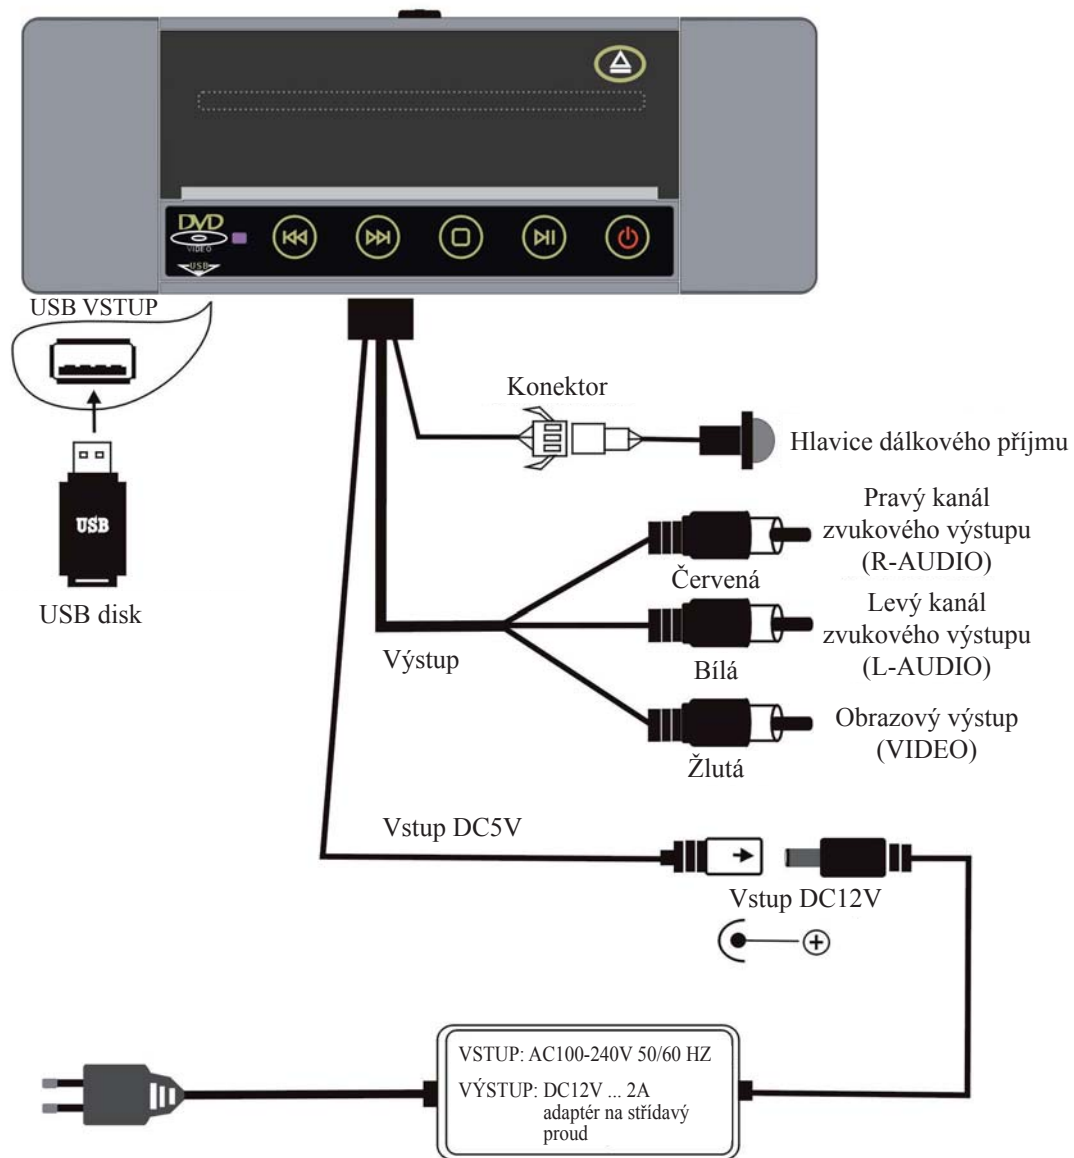 DVD
VIDEO
USB
USB VSTUP
USB
USB disk
Konektor
Hlavice dálkového příjmu
Pravý kanál
zvukového výstupu
(R-AUDIO)
Červená
Levý kanál
zvukového výstupu
(L-AUDIO)
Výstup
Bílá
Obrazový výstup
(VIDEO)
Žlutá
Vstup DC5V
Vstup DC12V
VSTUP: AC100-240V 50/60 HZ
VÝSTUP: DC12V ... 2A
adaptér na střídavý
proud